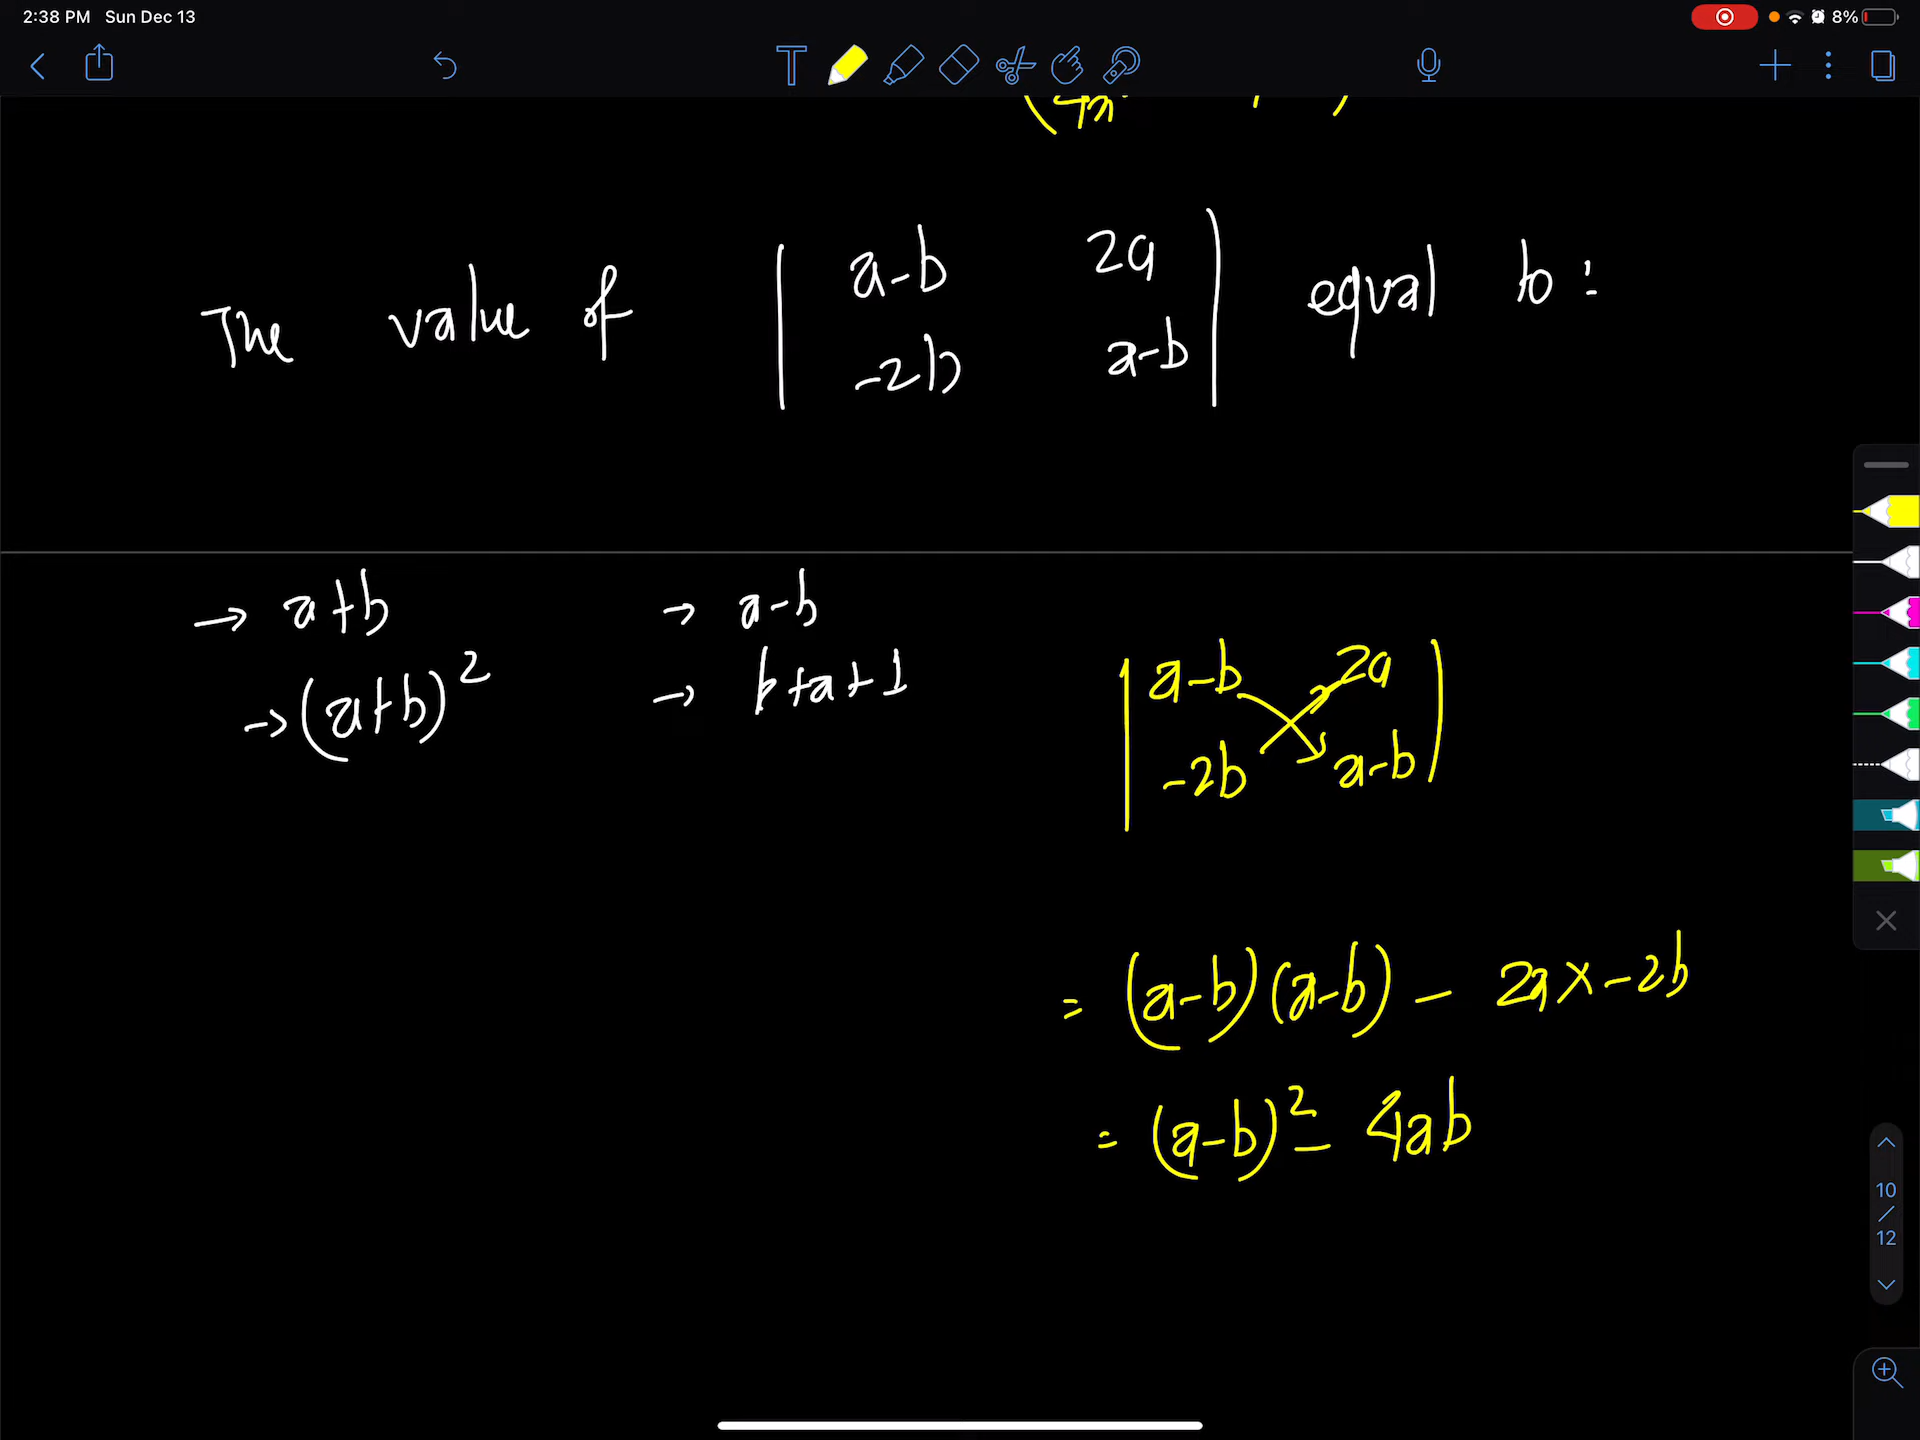 2:38 PM Sun Dec 13 8%
T
(4x )
The value of | a-b 2a | equal to:
| -2b a-b |
→ a+b → a-b
→ (a+b)² → b+a+1
| a-b 2a |
| -2b a-b |
= (a-b)(a-b) - 2a × -2b
= (a-b)² - 4ab
10
/
12